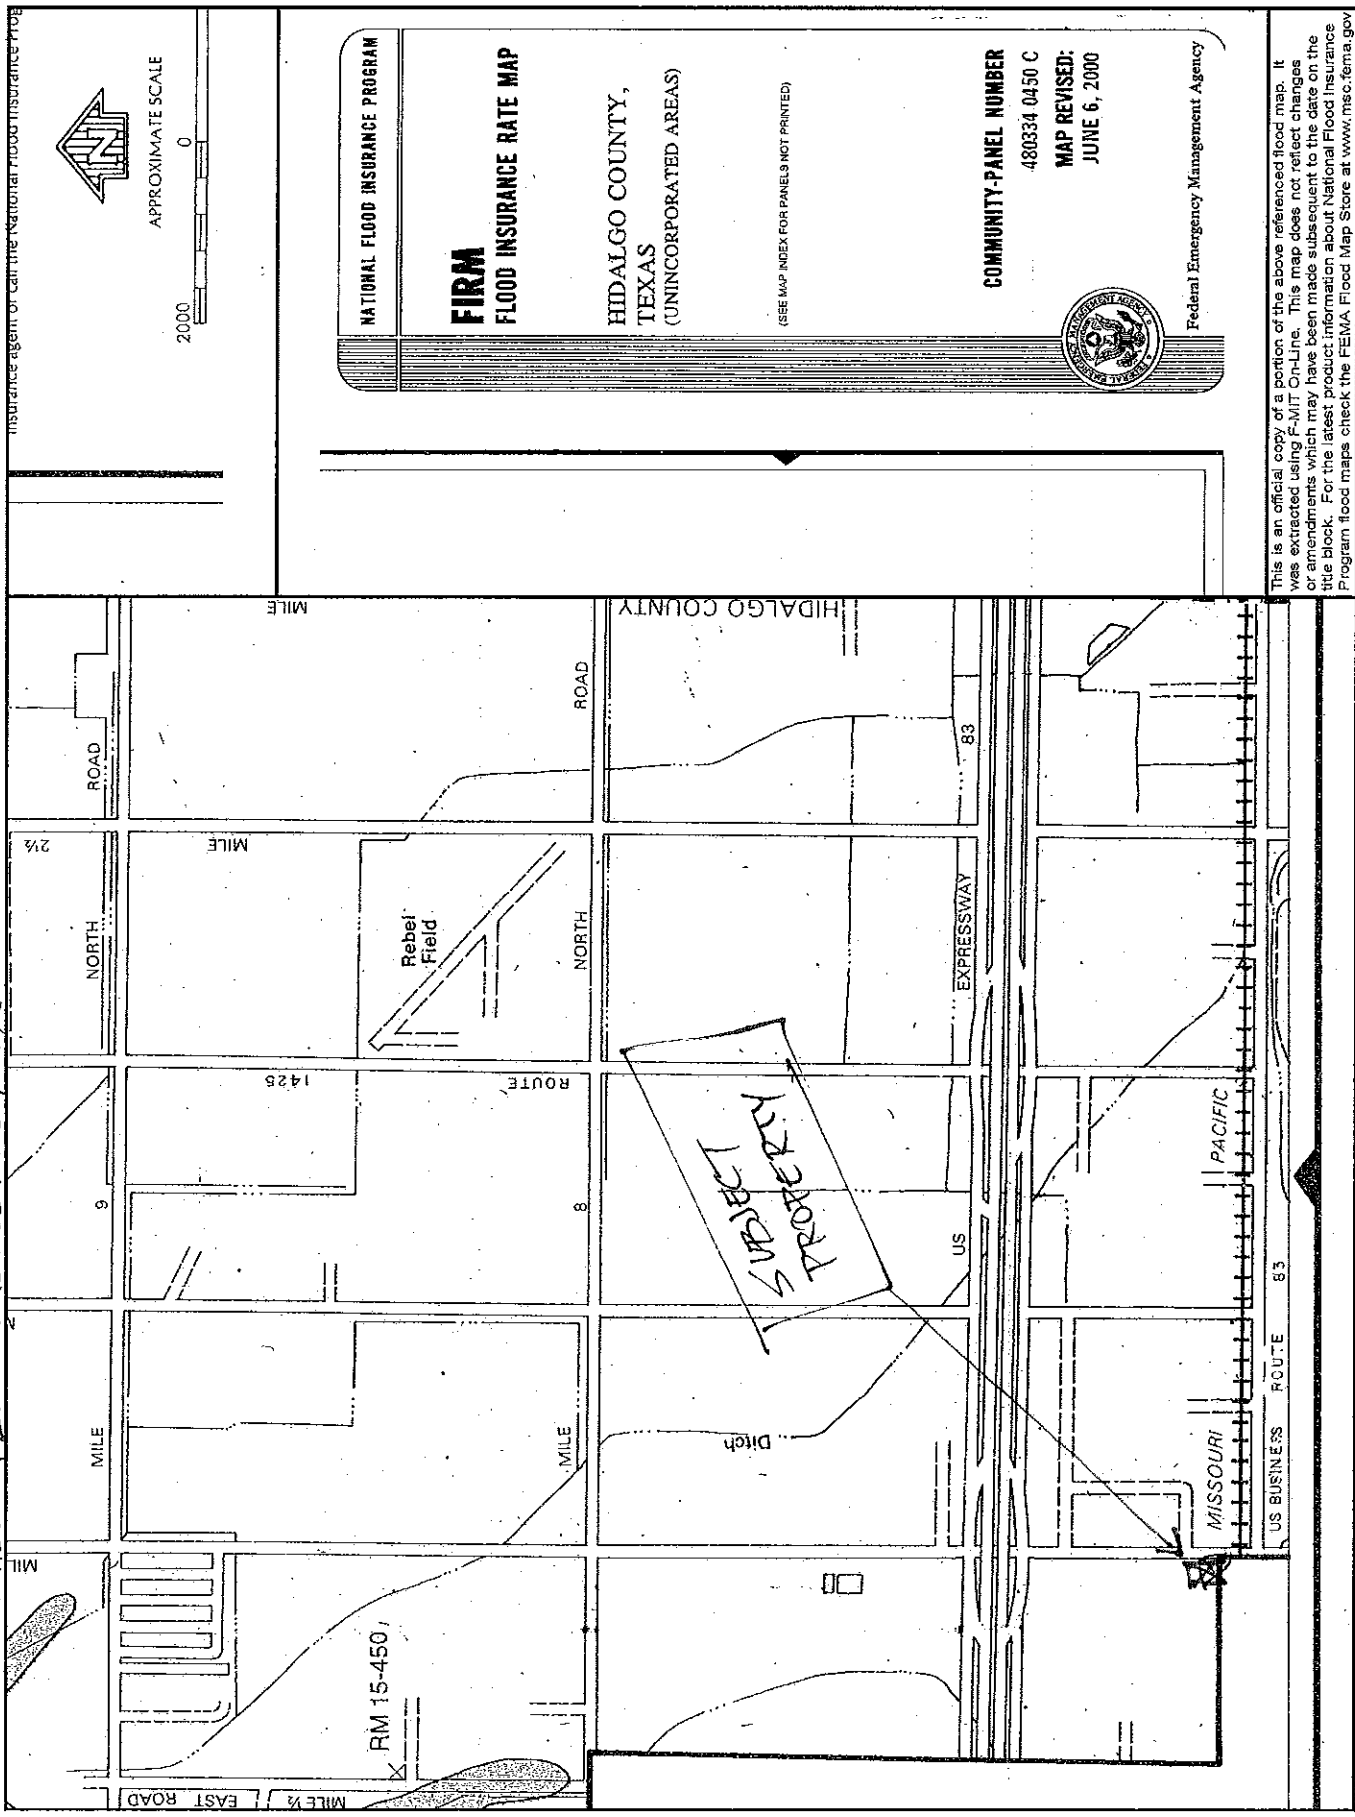 insurance agent or call the National Flood Insurance
APPROXIMATE SCALE
2000 0
NATIONAL FLOOD INSURANCE PROGRAM
FIRM
FLOOD INSURANCE RATE MAP
HIDALGO COUNTY,
TEXAS
(UNINCORPORATED AREAS)
(SEE MAP INDEX FOR PANELS NOT PRINTED)
COMMUNITY-PANEL NUMBER
480334 0450 C
MAP REVISED:
JUNE 6, 2000
Federal Emergency Management Agency
FEDERAL EMERGENCY MANAGEMENT AGENCY
This is an official copy of a portion of the above referenced flood map. It
was extracted using F-MIT On-Line. This map does not reflect changes
or amendments which may have been made subsequent to the date on the
title block. For the latest product information about National Flood Insurance
Program flood maps check the FEMA Flood Map Store at www.msc.fema.gov
MIL
MILE 9 NORTH ROAD
2½
MILE
MILE
1425
ROUTE
Rebel
Field
RM 15-450
MILE ½ EAST ROAD
MILE 8 NORTH ROAD
HIDALGO COUNTY
SUBJECT
PROPERTY
Ditch
US EXPRESSWAY 83
MISSOURI PACIFIC
US BUSINESS ROUTE 83
N